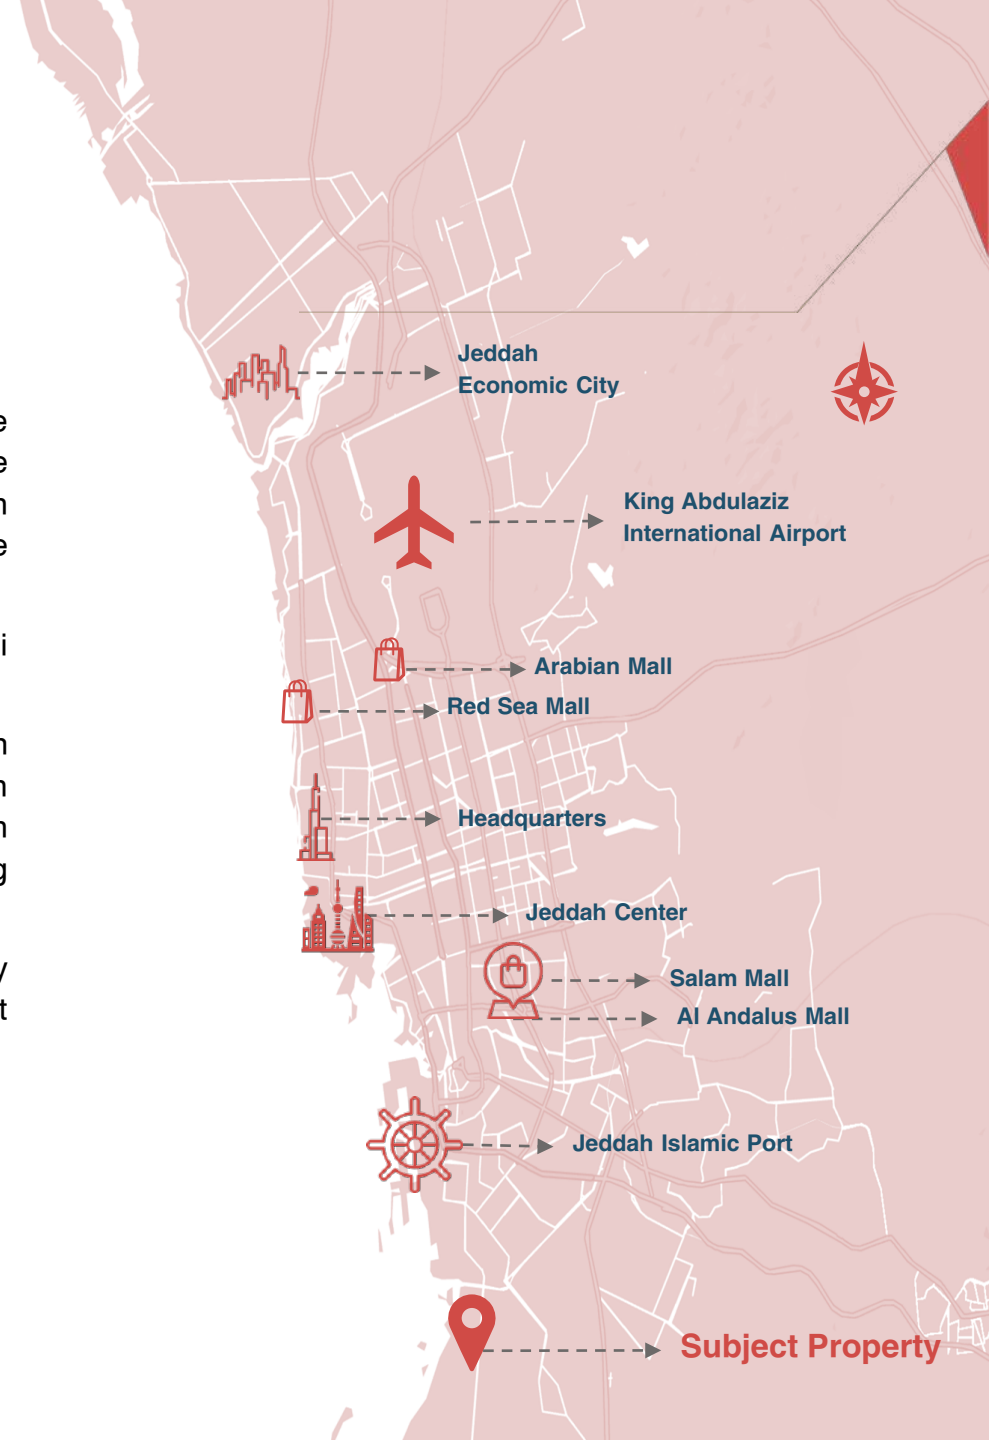 Jeddah
Economic City
King Abdulaziz
International Airport
Arabian Mall
Red Sea Mall
Headquarters
Jeddah Center
Salam Mall
Al Andalus Mall
Jeddah Islamic Port
Subject Property